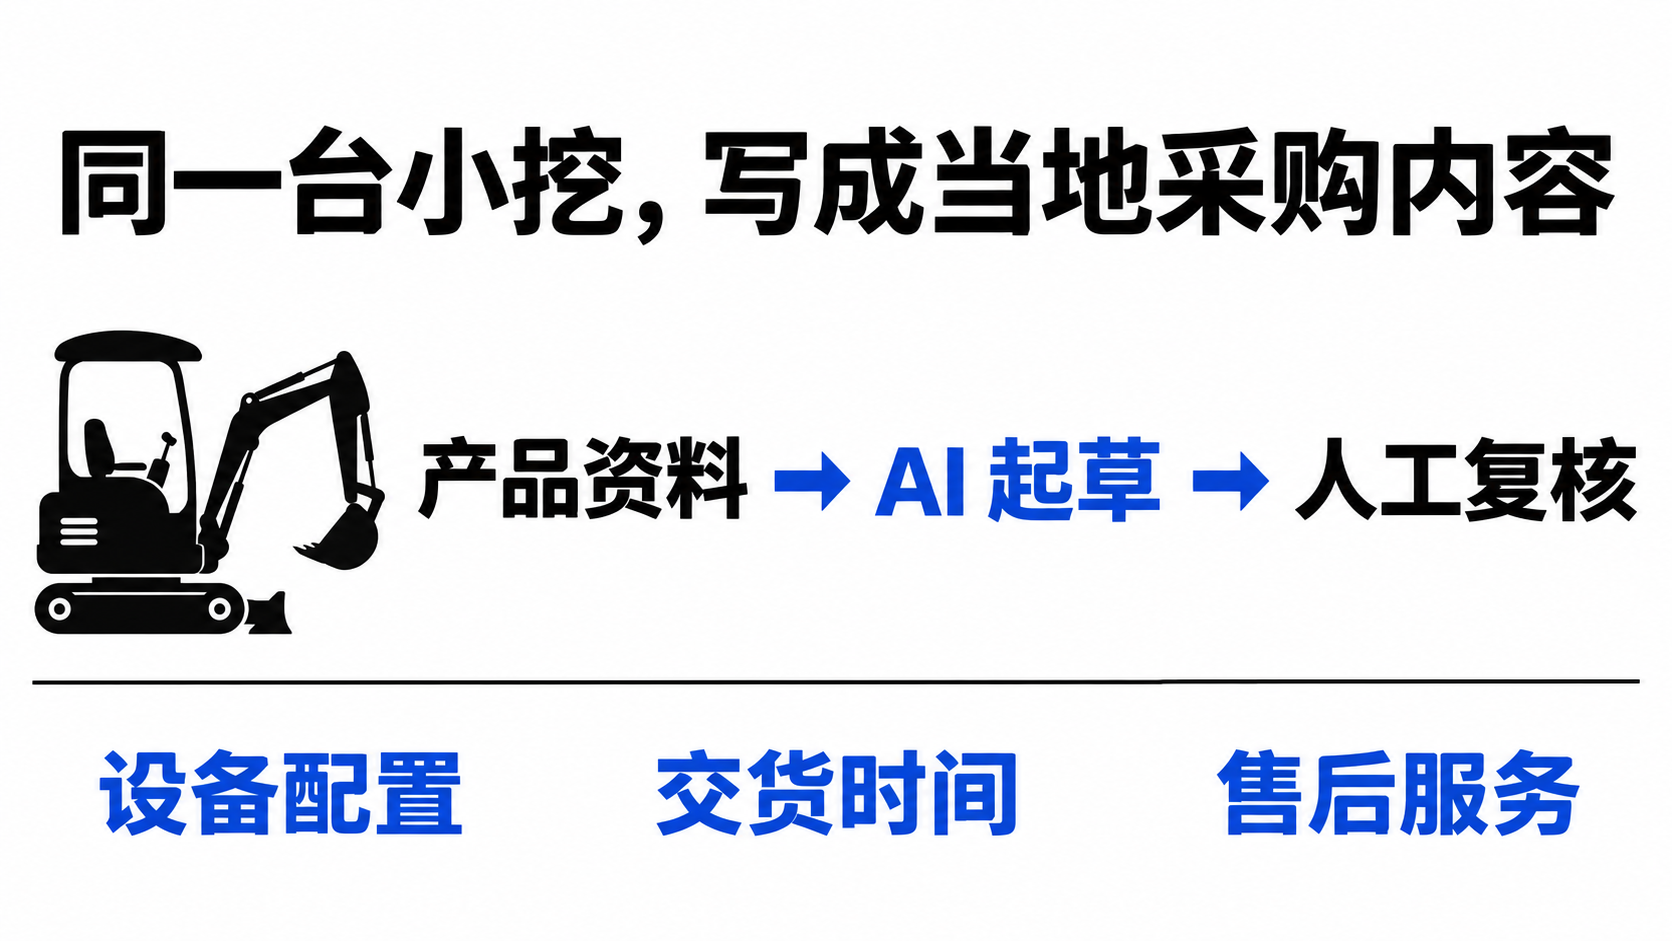 同一台小挖，写成当地采购内容
产品资料 → AI 起草 → 人工复核
设备配置 交货时间 售后服务